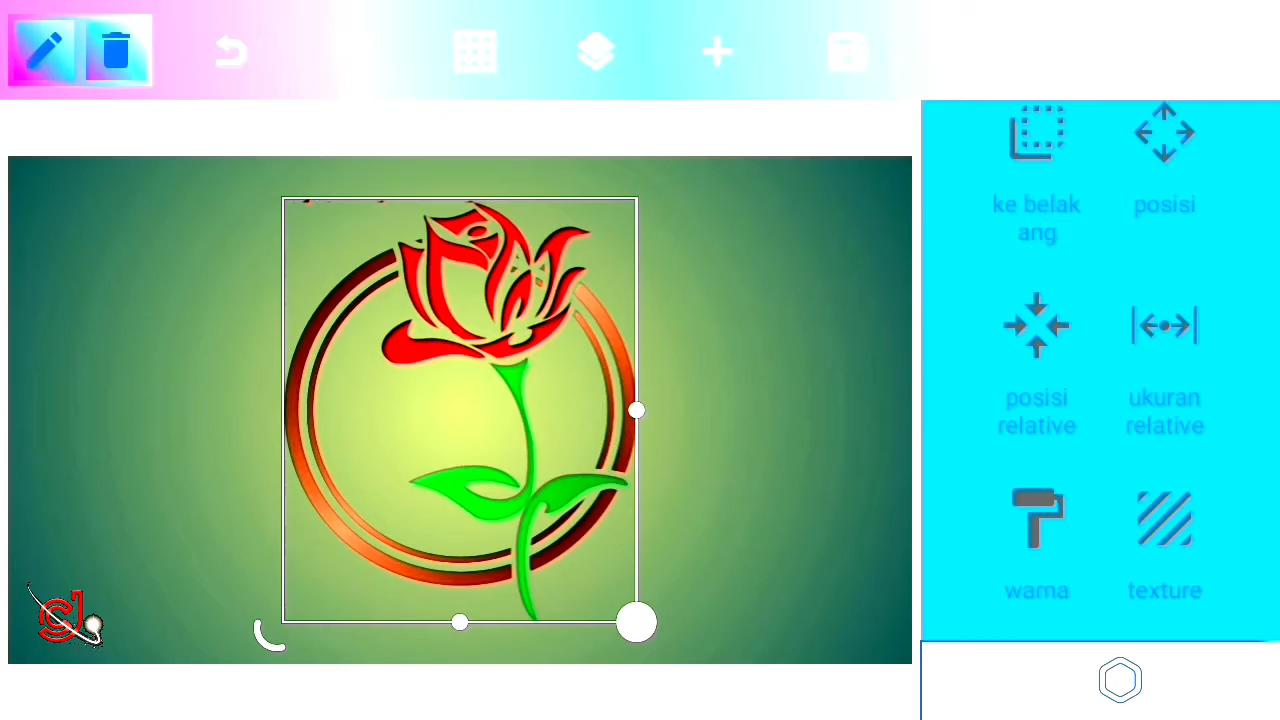 ke belak
ang
posisi
posisi
relative
ukuran
relative
warna
texture